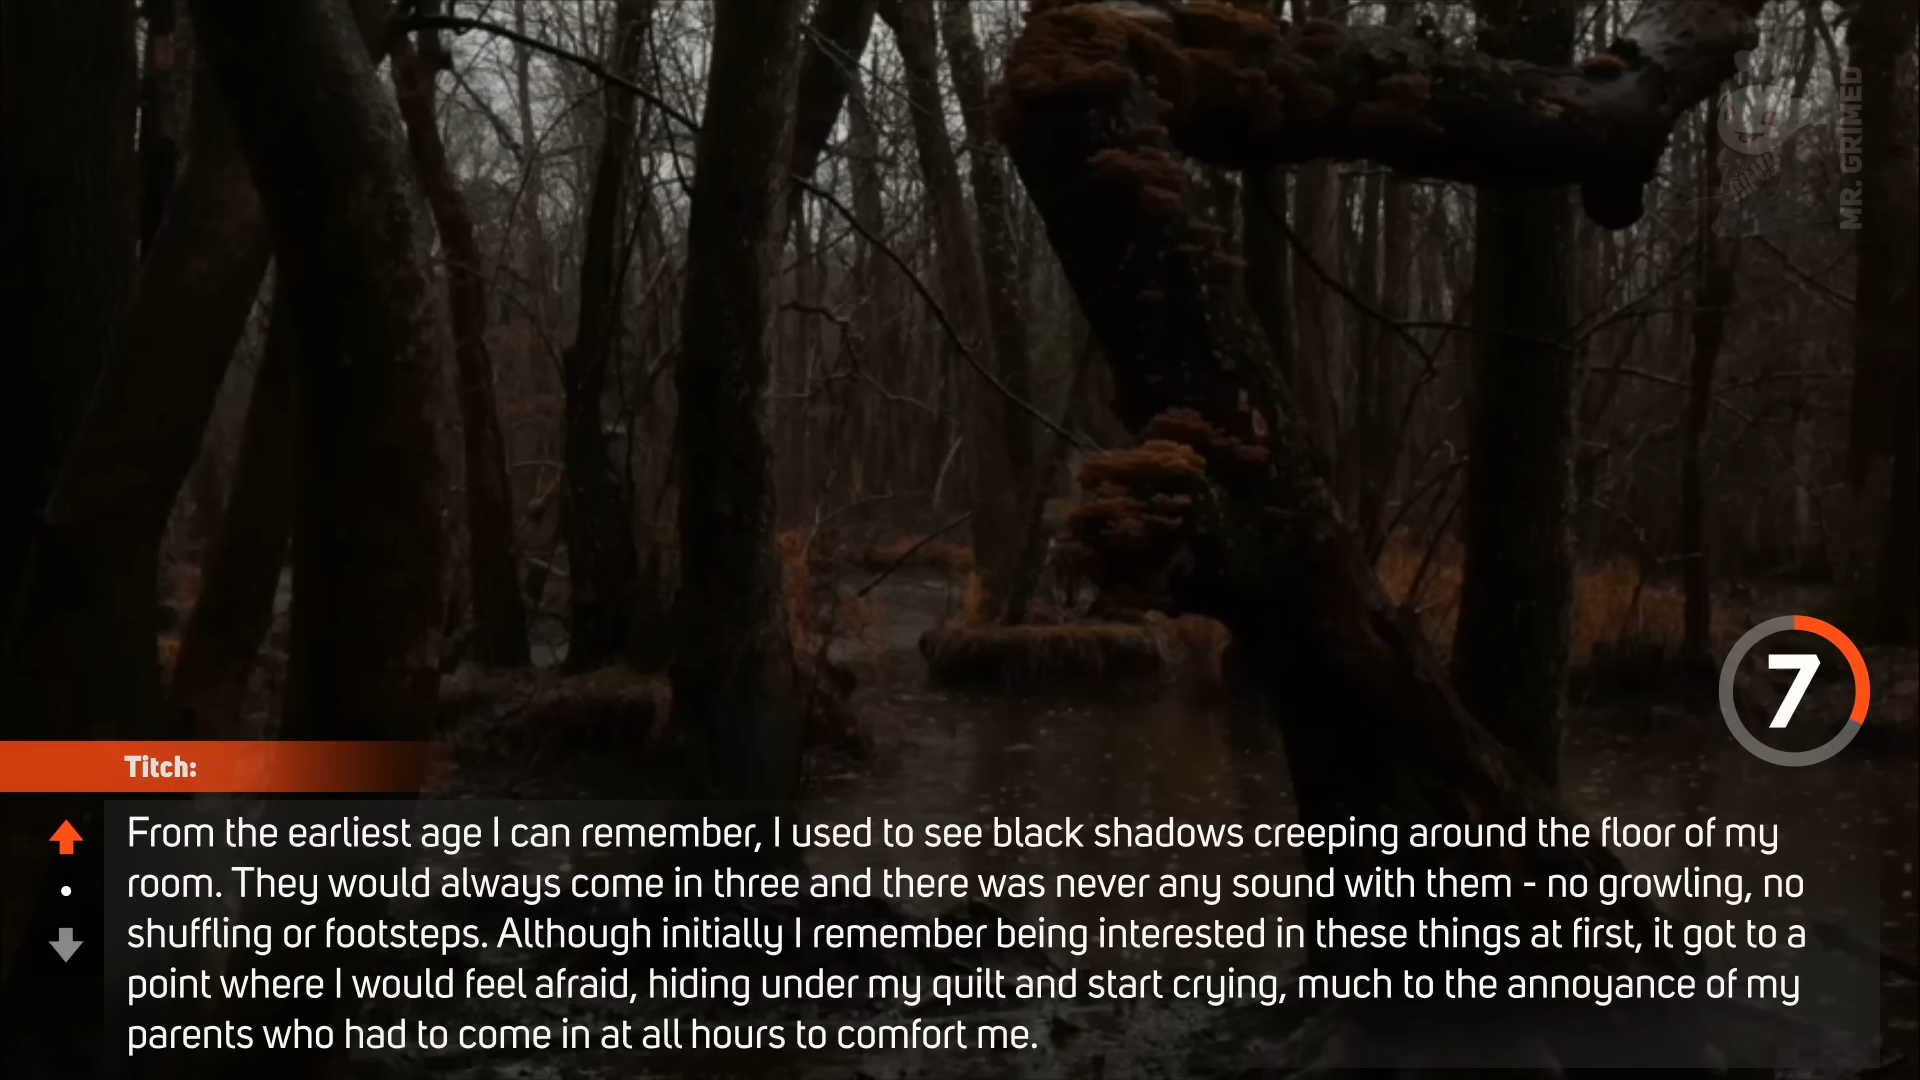 MR. GRIMED
7
Titch:
From the earliest age I can remember, I used to see black shadows creeping around the floor of my
room. They would always come in three and there was never any sound with them - no growling, no
shuffling or footsteps. Although initially I remember being interested in these things at first, it got to a
point where I would feel afraid, hiding under my quilt and start crying, much to the annoyance of my
parents who had to come in at all hours to comfort me.